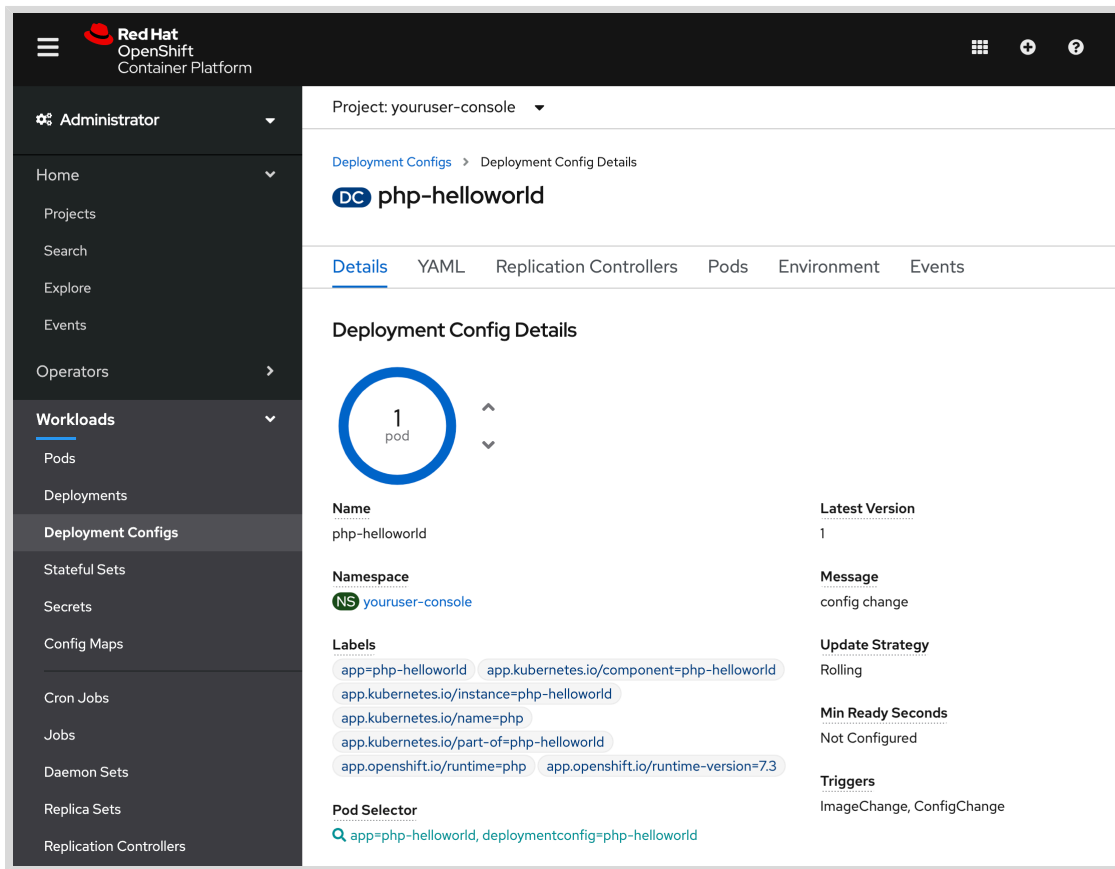 Red Hat
OpenShift
Container Platform
Administrator
Home
Projects
Search
Explore
Events
Operators
Workloads
Pods
Deployments
Deployment Configs
Stateful Sets
Secrets
Config Maps
Cron Jobs
Jobs
Daemon Sets
Replica Sets
Replication Controllers
Project: youruser-console
Deployment Configs > Deployment Config Details
DC php-helloworld
Details YAML Replication Controllers Pods Environment Events
Deployment Config Details
1
pod
Name
php-helloworld
Namespace
NS youruser-console
Labels
app=php-helloworld app.kubernetes.io/component=php-helloworld
app.kubernetes.io/instance=php-helloworld
app.kubernetes.io/name=php
app.kubernetes.io/part-of=php-helloworld
app.openshift.io/runtime=php app.openshift.io/runtime-version=7.3
Pod Selector
app=php-helloworld, deploymentconfig=php-helloworld
Latest Version
1
Message
config change
Update Strategy
Rolling
Min Ready Seconds
Not Configured
Triggers
ImageChange, ConfigChange